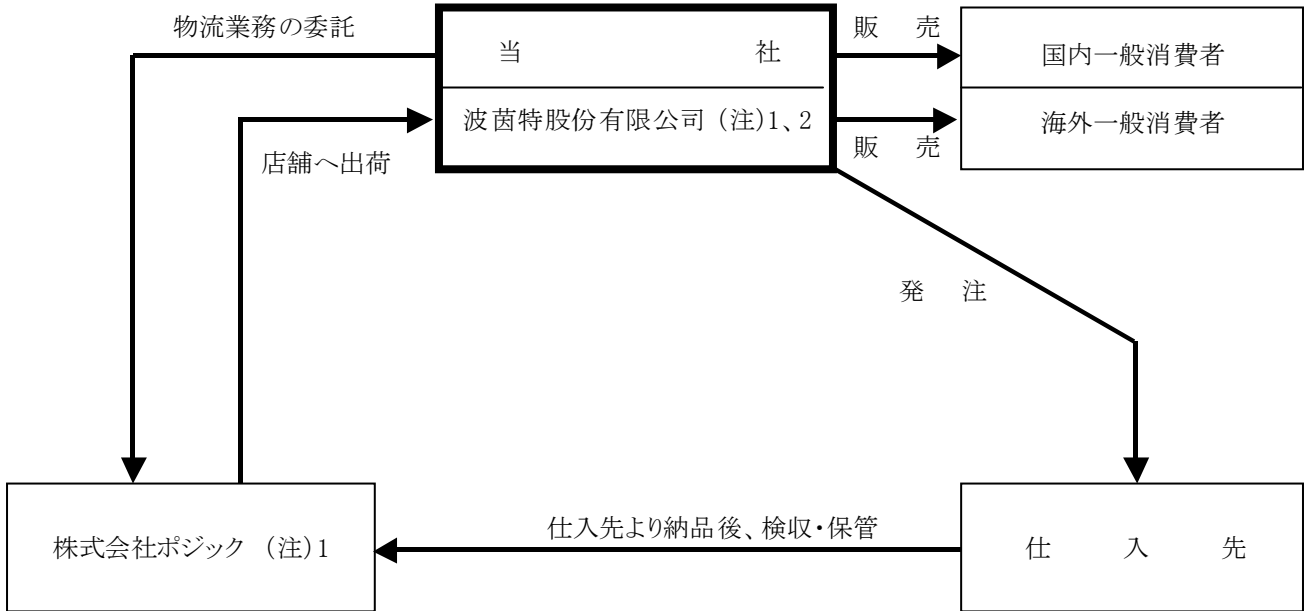 物流業務の委託
当 社
販 売
国内一般消費者
波茵特股份有限公司 (注)1、2
海外一般消費者
販 売
店舗へ出荷
発 注
仕入先より納品後、検収・保管
株式会社ポジック (注)1
仕 入 先